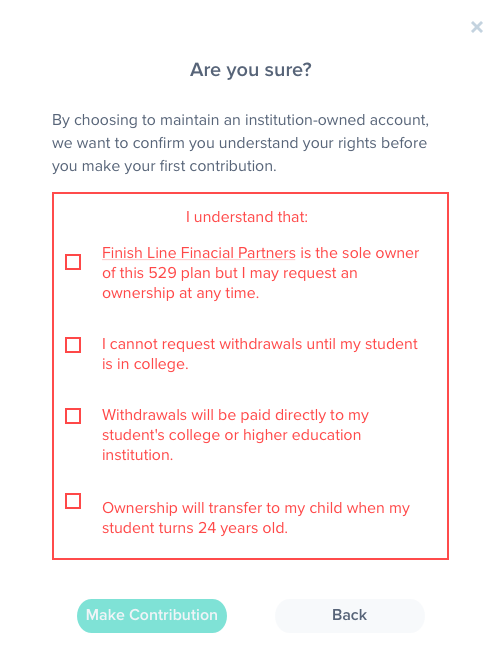 Are you sure?
By choosing to maintain an institution-owned account,
we want to confirm you understand your rights before
you make your first contribution.
I understand that:
Finish Line Finacial Partners is the sole owner
of this 529 plan but I may request an
ownership at any time.
I cannot request withdrawals until my student
is in college.
Withdrawals will be paid directly to my
student's college or higher education
institution.
Ownership will transfer to my child when my
student turns 24 years old.
Make Contribution
Back